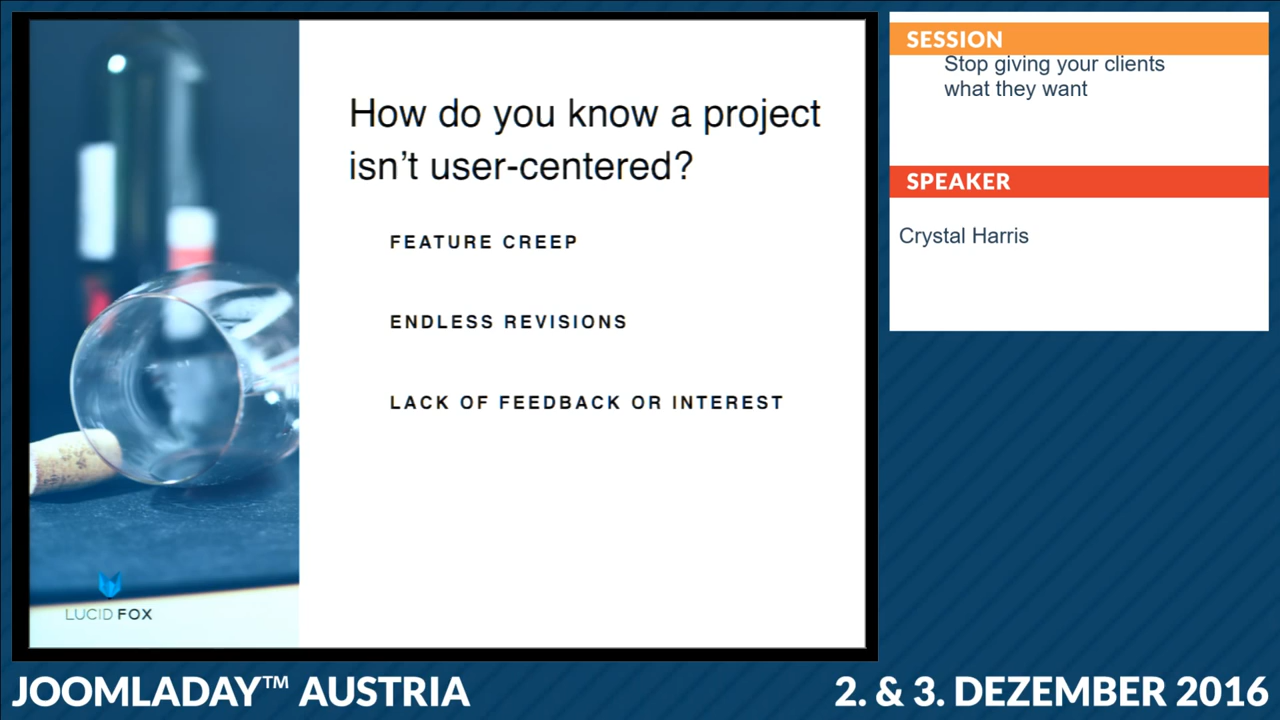 How do you know a project
isn't user-centered?
FEATURE CREEP
ENDLESS REVISIONS
LACK OF FEEDBACK OR INTEREST
LUCID FOX
SESSION
Stop giving your clients
what they want
SPEAKER
Crystal Harris
JOOMLADAY™ AUSTRIA
2. & 3. DEZEMBER 2016